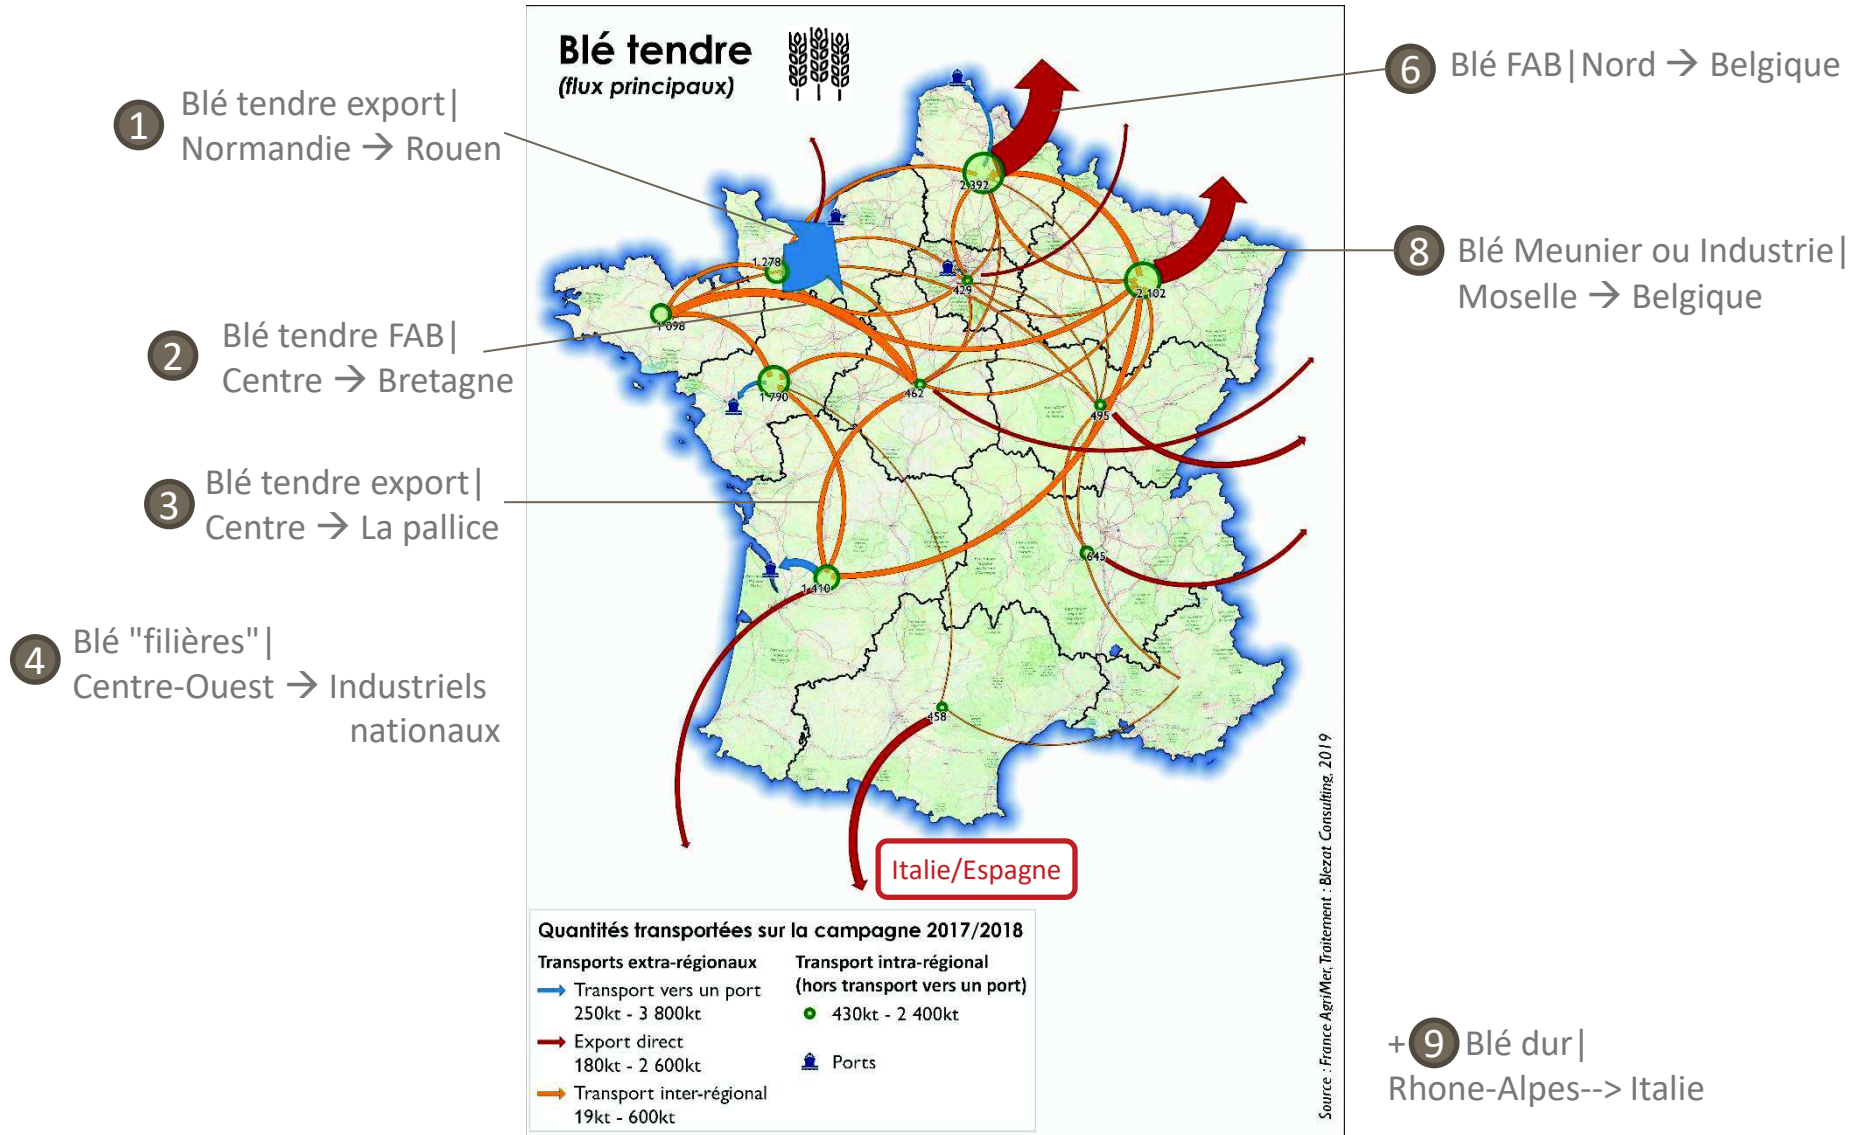 Blé tendre
(flux principaux)
1 Blé tendre export|
Normandie → Rouen
2 Blé tendre FAB|
Centre → Bretagne
3 Blé tendre export|
Centre → La pallice
4 Blé "filières"|
Centre-Ouest → Industriels
nationaux
6 Blé FAB|Nord → Belgique
8 Blé Meunier ou Industrie|
Moselle → Belgique
+ 9 Blé dur|
Rhone-Alpes--> Italie
2 392
1 278
429
2 102
1 098
1 790
462
495
645
1 410
458
Italie/Espagne
Quantités transportées sur la campagne 2017/2018
Transports extra-régionaux
Transport vers un port
250kt - 3 800kt
Export direct
180kt - 2 600kt
Transport inter-régional
19kt - 600kt
Transport intra-régional
(hors transport vers un port)
430kt - 2 400kt
Ports
Source : France AgriMer, Traitement : Blezat Consulting, 2019